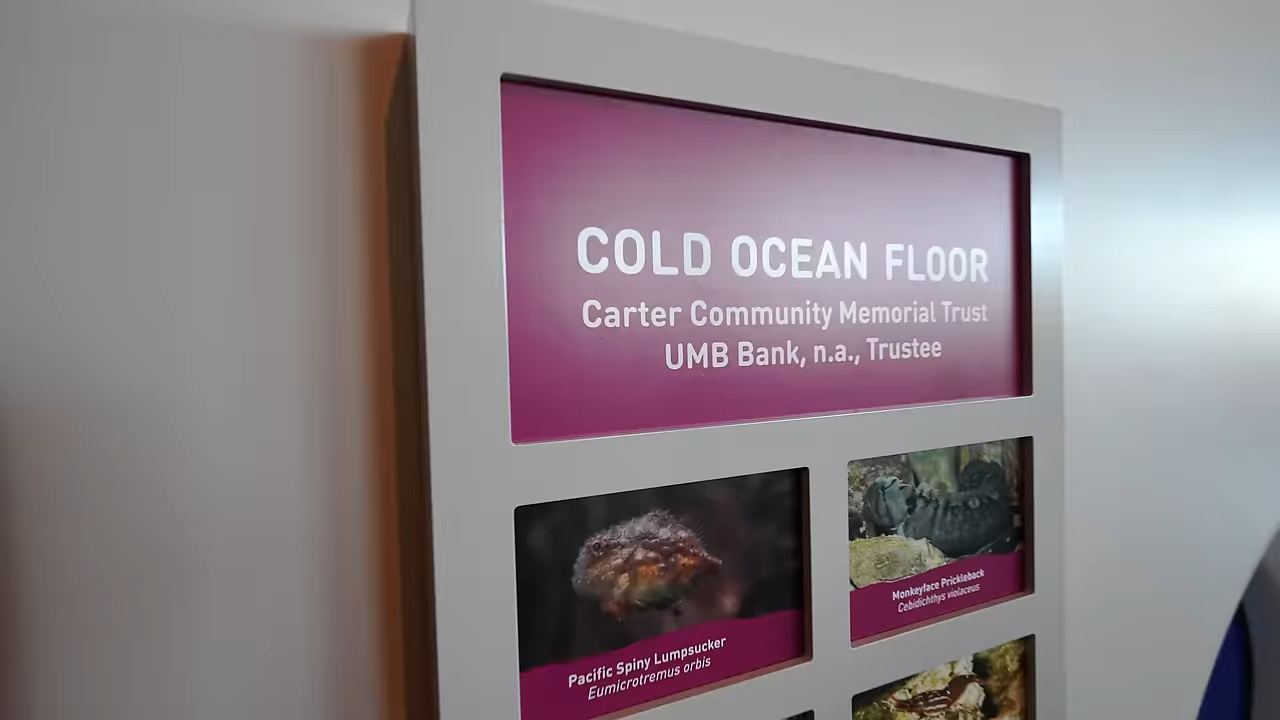 COLD OCEAN FLOOR
Carter Community Memorial Trust
UMB Bank, n.a., Trustee
Monkeyface Prickleback
Cebidichthys violaceus
Pacific Spiny Lumpsucker
Eumicrotremus orbis